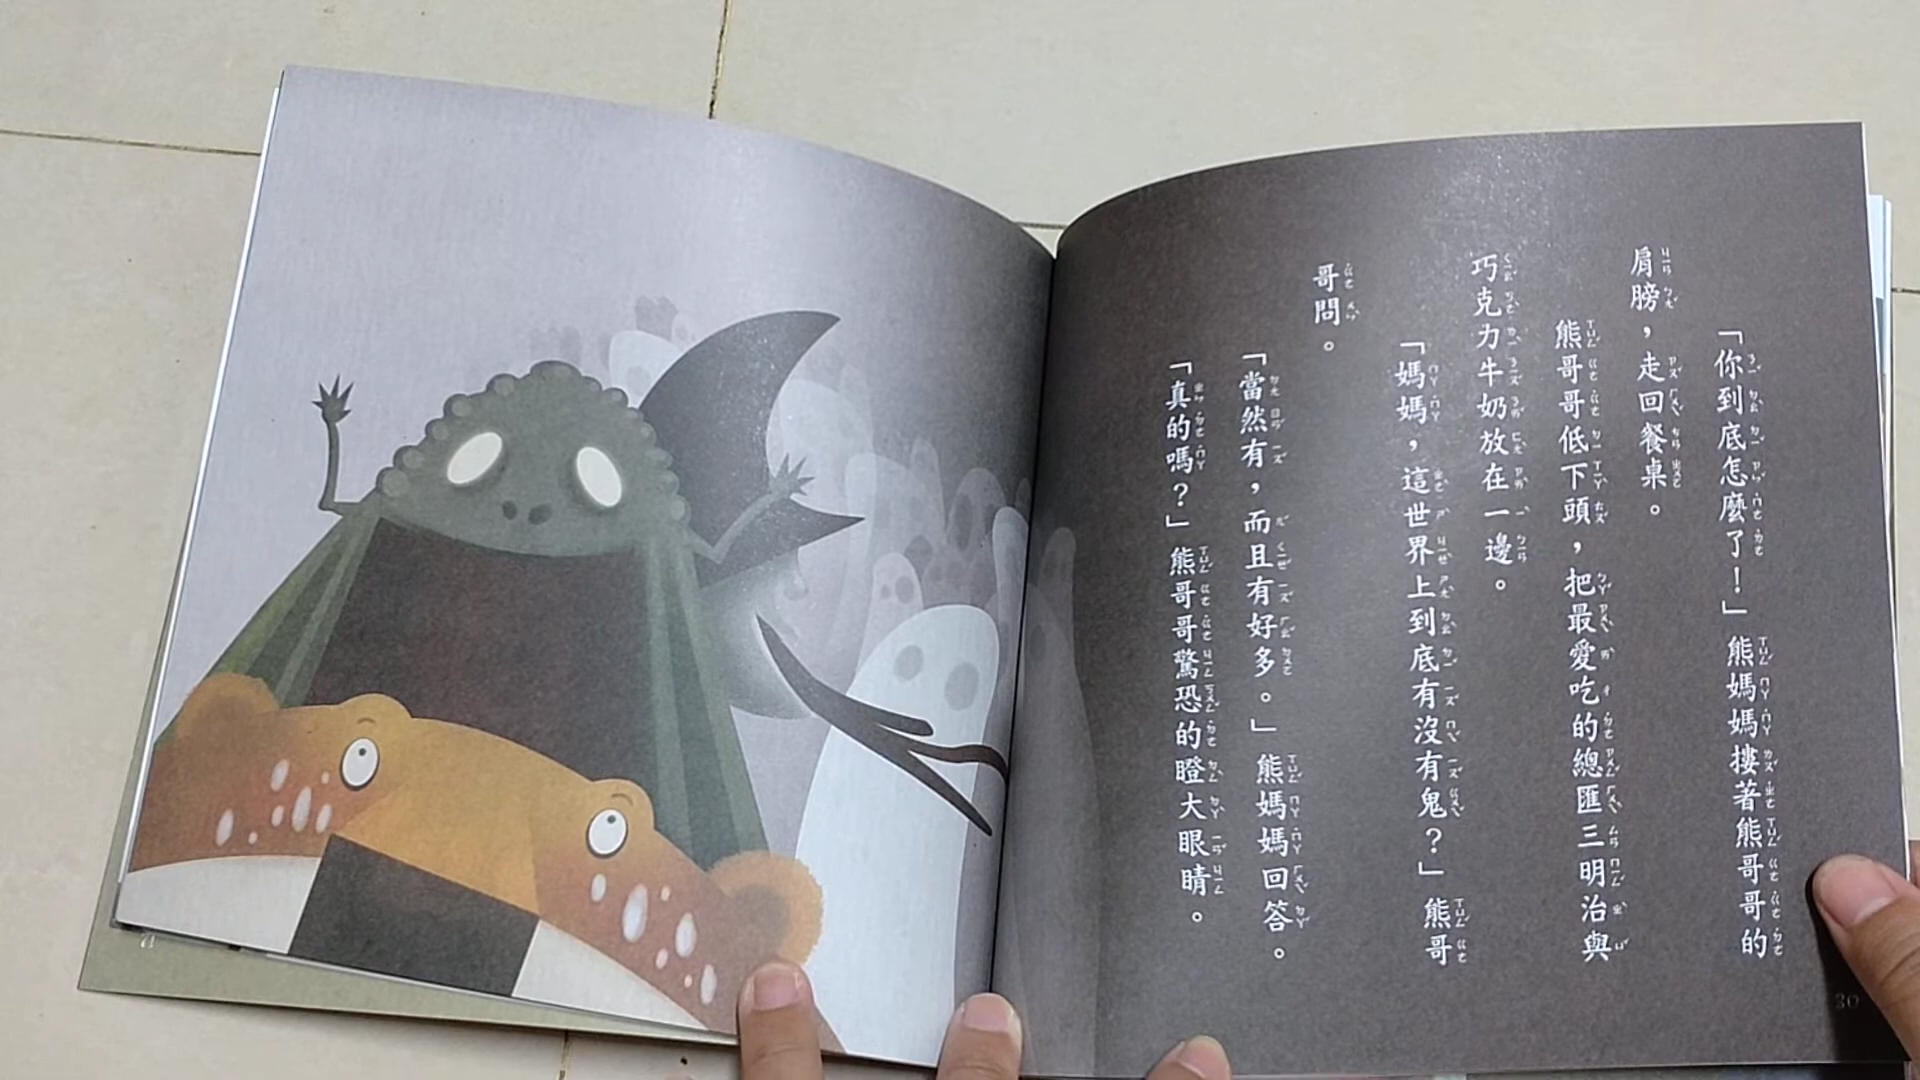 「你到底怎麼了！」熊媽媽摟著熊哥哥的
肩膀，走回餐桌。
熊哥哥低下頭，把最愛吃的總匯三明治與
巧克力牛奶放在一邊。
「媽媽，這世界上到底有沒有鬼？」熊哥
哥問。
「當然有，而且有好多。」熊媽媽回答。
「真的嗎？」熊哥哥驚恐的瞪大眼睛。
30